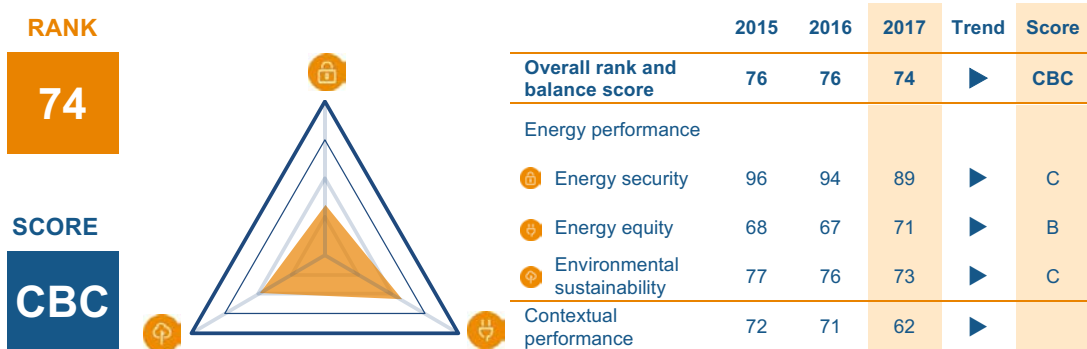 RANK
74
SCORE
CBC
2015 2016 2017 Trend Score
Overall rank and
balance score 76 76 74 CBC
Energy performance
Energy security 96 94 89 C
Energy equity 68 67 71 B
Environmental
sustainability 77 76 73 C
Contextual
performance 72 71 62